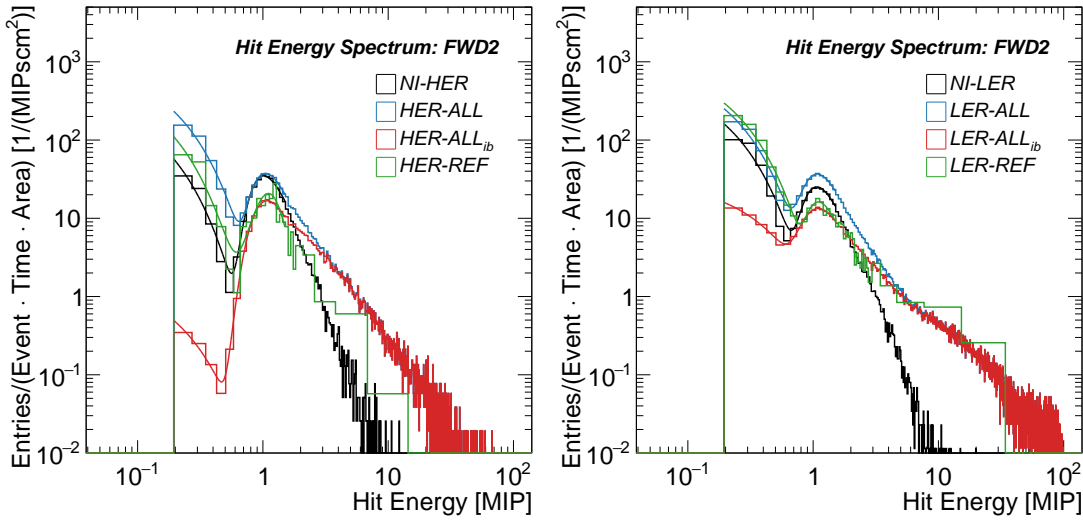 Hit Energy Spectrum: FWD2
NI-HER
HER-ALL
HER-ALL_ib
HER-REF
Entries/(Event · Time · Area) [1/(MIPscm²)]
10³
10²
10
1
10⁻¹
10⁻²
10⁻¹ 1 10 10²
Hit Energy [MIP]
Hit Energy Spectrum: FWD2
NI-LER
LER-ALL
LER-ALL_ib
LER-REF
Entries/(Event · Time · Area) [1/(MIPscm²)]
10³
10²
10
1
10⁻¹
10⁻²
10⁻¹ 1 10 10²
Hit Energy [MIP]